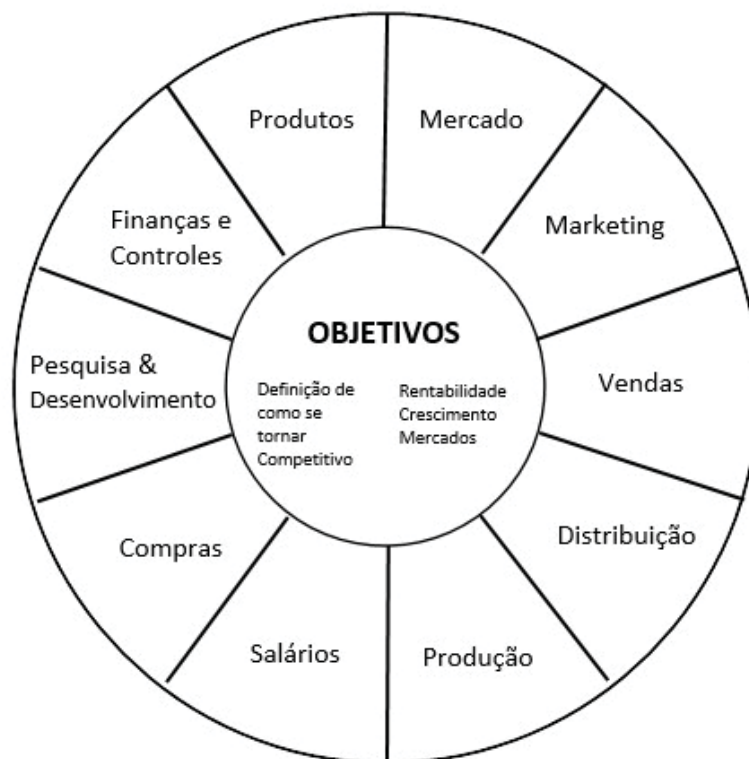 Produtos
Mercado
Marketing
Vendas
Distribuição
Produção
Salários
Compras
Pesquisa &
Desenvolvimento
Finanças e
Controles
OBJETIVOS
Definição de
como se
tornar
Competitivo
Rentabilidade
Crescimento
Mercados